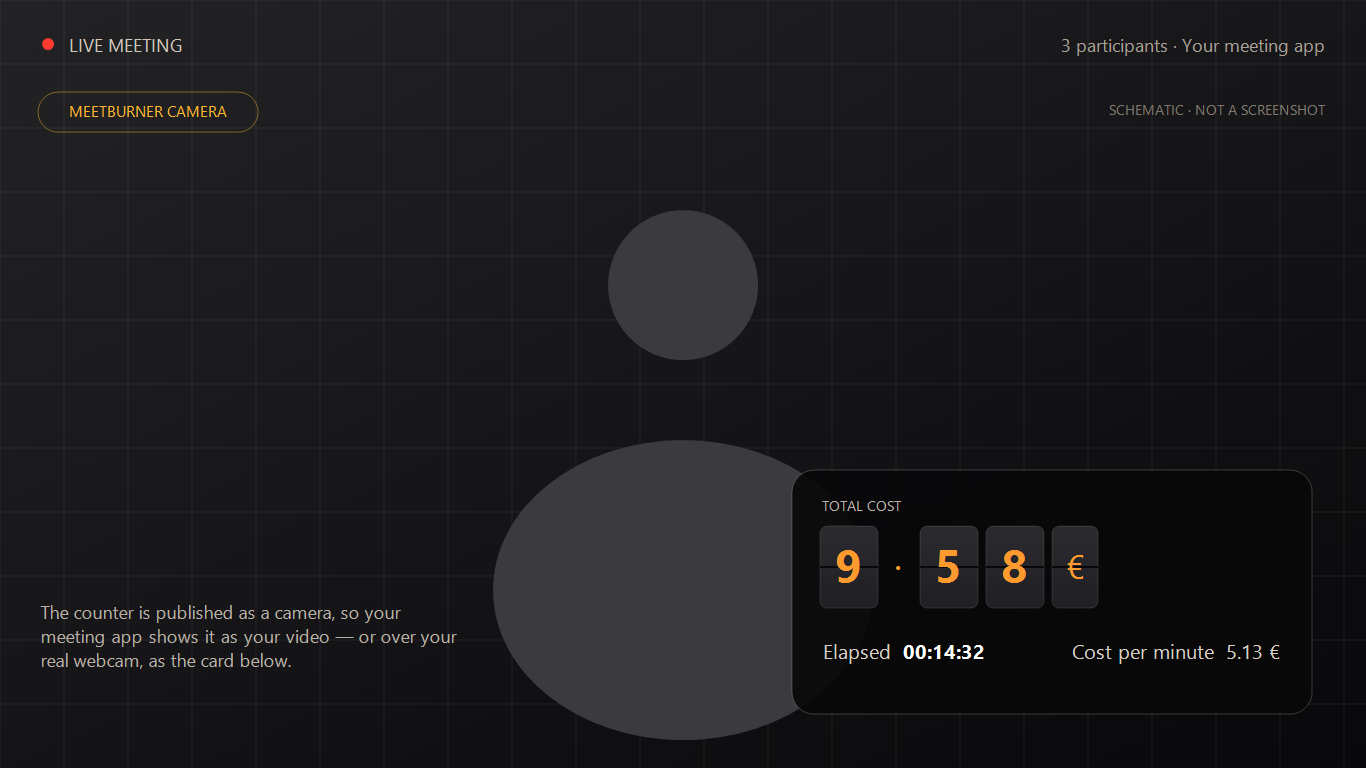 LIVE MEETING
3 participants · Your meeting app
MEETBURNER CAMERA
SCHEMATIC · NOT A SCREENSHOT
TOTAL COST
9 · 5 8 €
The counter is published as a camera, so your
meeting app shows it as your video — or over your
real webcam, as the card below.
Elapsed 00:14:32
Cost per minute 5.13 €